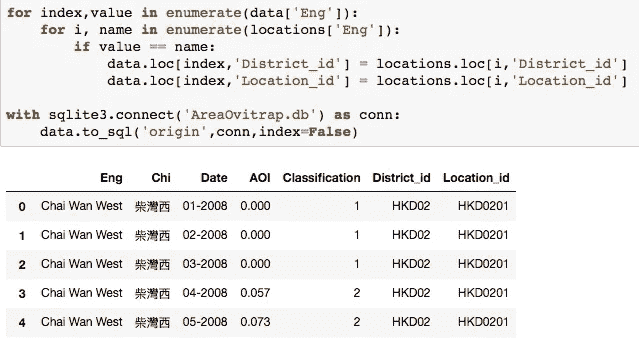 for index,value in enumerate(data['Eng']):
    for i, name in enumerate(locations['Eng']):
        if value == name:
            data.loc[index,'District_id'] = locations.loc[i,'District_id']
            data.loc[index,'Location_id'] = locations.loc[i,'Location_id']
with sqlite3.connect('AreaOvitrap.db') as conn:
    data.to_sql('origin',conn,index=False)
Eng Chi Date AOI Classification District_id Location_id
0 Chai Wan West 柴灣西 01-2008 0.000 1 HKD02 HKD0201
1 Chai Wan West 柴灣西 02-2008 0.000 1 HKD02 HKD0201
2 Chai Wan West 柴灣西 03-2008 0.000 1 HKD02 HKD0201
3 Chai Wan West 柴灣西 04-2008 0.057 2 HKD02 HKD0201
4 Chai Wan West 柴灣西 05-2008 0.073 2 HKD02 HKD0201